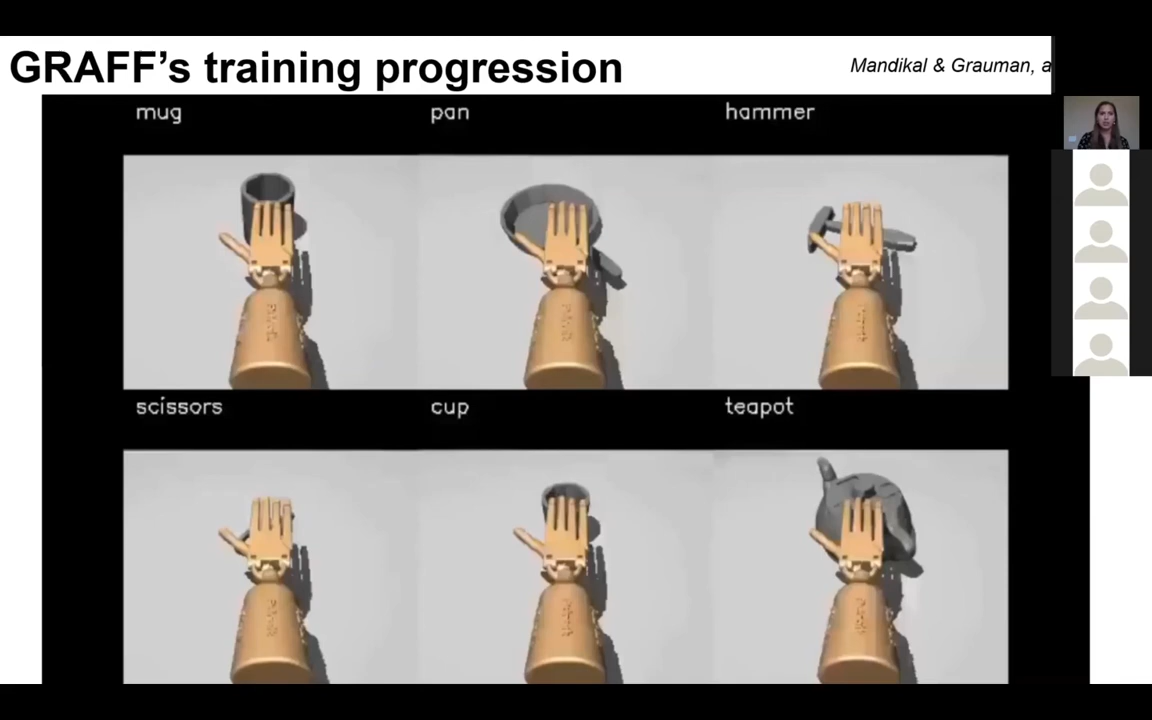 GRAFF's training progression
Mandikal & Grauman, a
mug
pan
hammer
scissors
cup
teapot